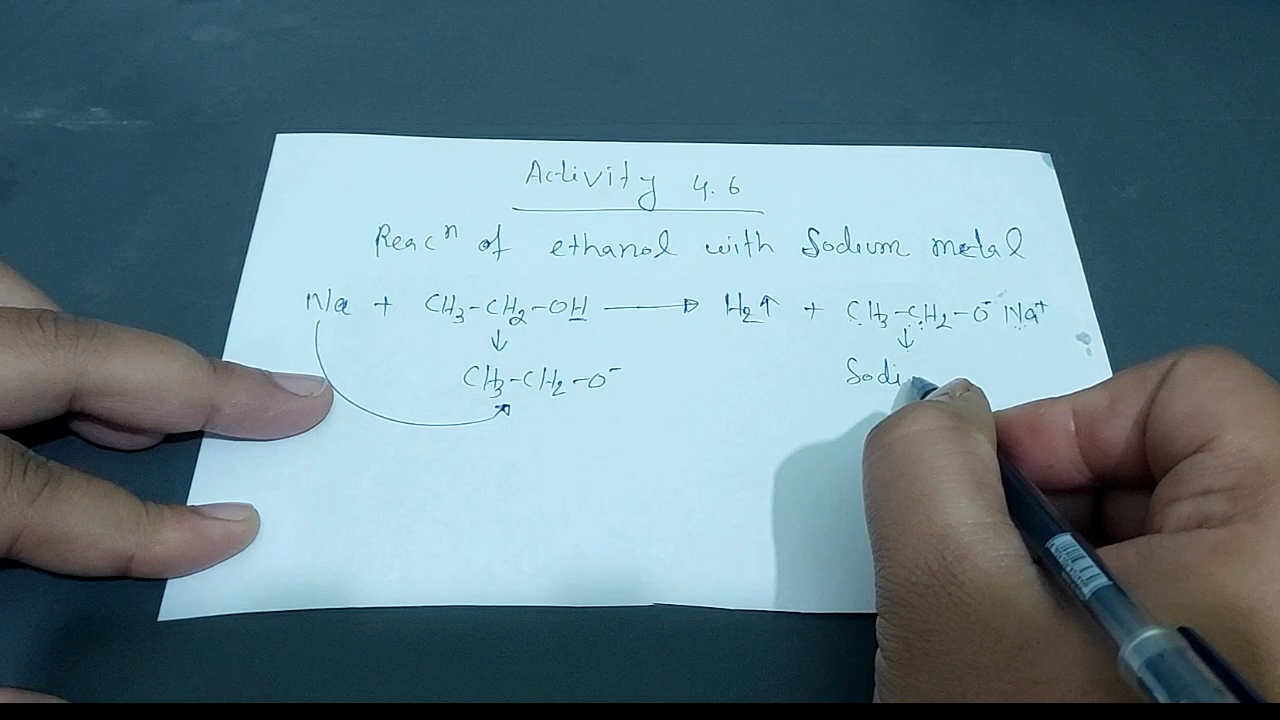 Activity 4.6
Reacⁿ of ethanol with Sodium metal
Na + CH₃-CH₂-OH → H₂↑ + CH₃-CH₂-O⁻Na⁺
↓ ↓
CH₃-CH₂-O⁻ Sodi